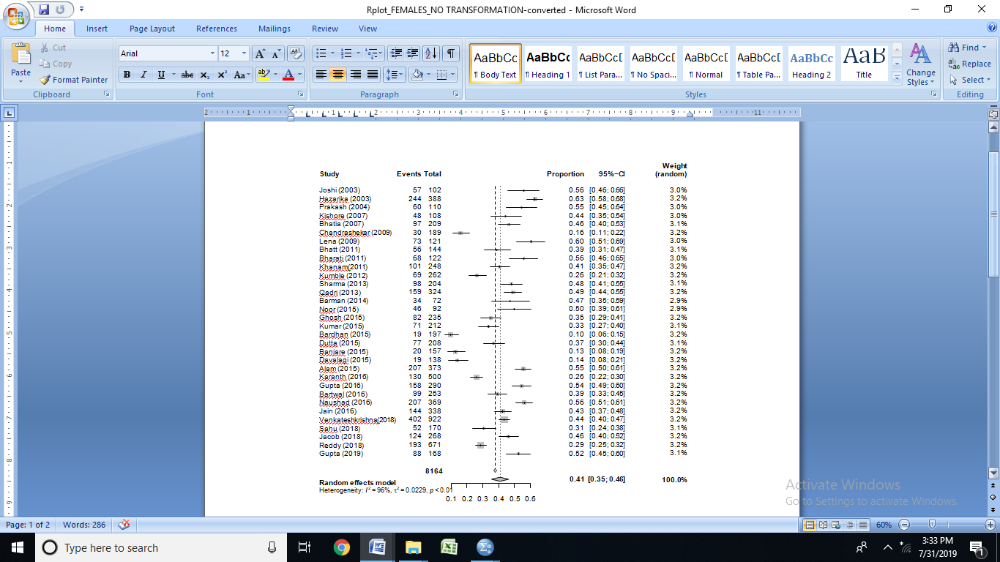 Rplot_FEMALES_NO TRANSFORMATION-converted - Microsoft Word
Home Insert Page Layout References Mailings Review View
Paste
Cut
Copy
Format Painter
Clipboard
Arial 12
B I U abc X₂ X² Aa
Font
Paragraph
AaBbCc ¶ Body Text
AaBbCc ¶ Heading 1
AaBbCcD ¶ List Para...
AaBbCcD ¶ No Spaci...
AaBbCcD ¶ Normal
AaBbCcD ¶ Table Pa...
AaBbCc Heading 2
AaB Title
Change Styles
Styles
Find
Replace
Select
Editing
2 1 1 2 3 4 5 6 7 8 9 11
Study Events Total Proportion 95%−CI Weight (random)
Joshi (2003) 57 102 0.56 [0.46; 0.66] 3.0%
Hazarika (2003) 244 388 0.63 [0.58; 0.68] 3.2%
Prakash (2004) 60 110 0.55 [0.45; 0.64] 3.0%
Kishore (2007) 48 108 0.44 [0.35; 0.54] 3.0%
Bhatia (2007) 97 209 0.46 [0.40; 0.53] 3.1%
Chandrashekar (2009) 30 189 0.16 [0.11; 0.22] 3.2%
Lena (2009) 73 121 0.60 [0.51; 0.69] 3.0%
Bhatt (2011) 56 144 0.39 [0.31; 0.47] 3.1%
Bharati (2011) 68 122 0.56 [0.46; 0.65] 3.0%
Khanam(2011) 101 248 0.41 [0.35; 0.47] 3.2%
Kumble (2012) 69 262 0.26 [0.21; 0.32] 3.2%
Sharma (2013) 98 204 0.48 [0.41; 0.55] 3.1%
Qadri (2013) 159 324 0.49 [0.44; 0.55] 3.2%
Barman (2014) 34 72 0.47 [0.35; 0.59] 2.9%
Noor (2015) 46 92 0.50 [0.39; 0.61] 2.9%
Ghosh (2015) 82 235 0.35 [0.29; 0.41] 3.2%
Kumar (2015) 71 212 0.33 [0.27; 0.40] 3.2%
Bardhan (2015) 19 197 0.10 [0.06; 0.15] 3.2%
Dutta (2015) 77 208 0.37 [0.30; 0.44] 3.1%
Banjare (2015) 20 157 0.13 [0.08; 0.19] 3.2%
Davalagi (2015) 19 138 0.14 [0.08; 0.21] 3.2%
Alam (2015) 207 373 0.55 [0.50; 0.61] 3.2%
Karanth (2016) 130 500 0.26 [0.22; 0.30] 3.2%
Gupta (2016) 158 290 0.54 [0.49; 0.60] 3.2%
Bartwal (2016) 99 253 0.39 [0.33; 0.45] 3.2%
Naushad (2016) 207 369 0.56 [0.51; 0.61] 3.2%
Jain (2016) 144 338 0.43 [0.37; 0.48] 3.2%
Venkateshkrishna(2018) 402 922 0.44 [0.40; 0.47] 3.2%
Sahu (2018) 52 170 0.31 [0.24; 0.38] 3.1%
Jacob (2018) 124 268 0.46 [0.40; 0.52] 3.2%
Reddy (2018) 193 671 0.29 [0.25; 0.32] 3.2%
Gupta (2019) 88 168 0.52 [0.45; 0.60] 3.1%
8164
Random effects model 0.41 [0.35; 0.46] 100.0%
Heterogeneity: I² = 96%, τ² = 0.0229, p < 0.01
0.1 0.2 0.3 0.4 0.5 0.6
Activate Windows
Go to Settings to activate Windows.
Page: 1 of 2 Words: 286 60%
Type here to search
3:33 PM
7/31/2019